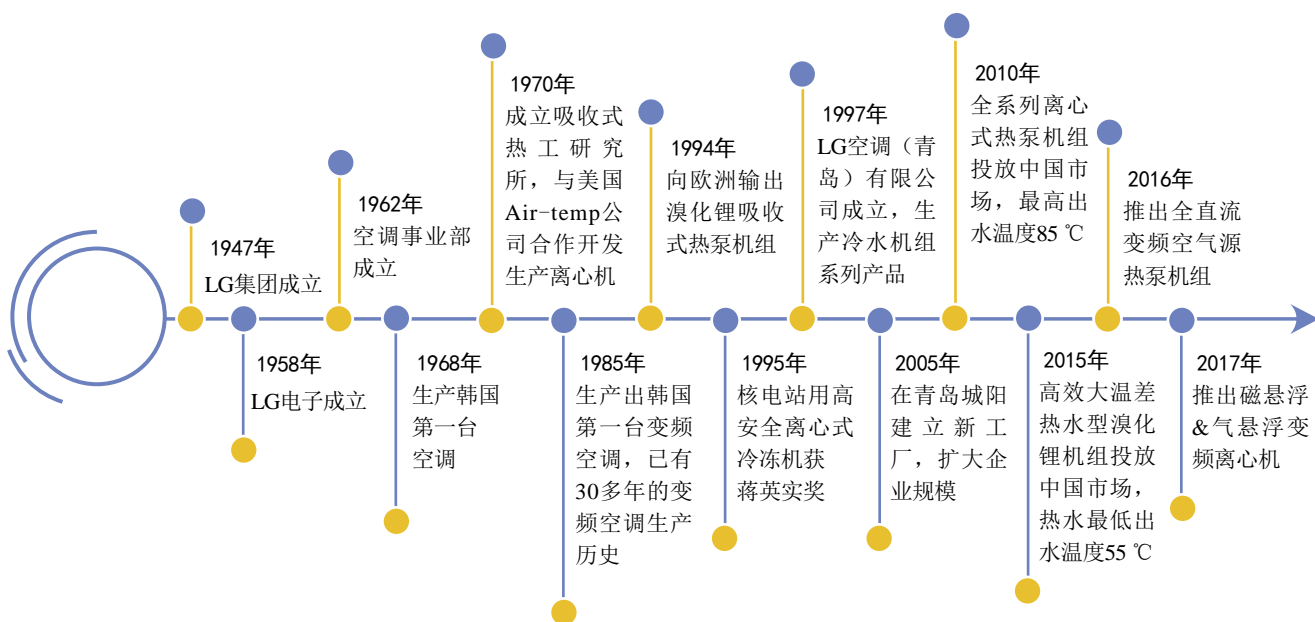 1947年
LG集团成立
1958年
LG电子成立
1962年
空调事业部
成立
1968年
生产韩国
第一台
空调
1970年
成立吸收式
热工研究
所，与美国
Air-temp公
司合作开发
生产离心机
1985年
生产出韩国
第一台变频
空调，已有
30多年的变
频空调生产
历史
1994年
向欧洲输出
溴化锂吸收
式热泵机组
1995年
核电站用高
安全离心式
冷冻机获
蒋英实奖
1997年
LG空调（青
岛）有限公
司成立，生
产冷水机组
系列产品
2005年
在青岛城阳
建立新工
厂，扩大企
业规模
2010年
全系列离心
式热泵机组
投放中国市
场，最高出
水温度85 ℃
2015年
高效大温差
热水型溴化
锂机组投放
中国市场，
热水最低出
水温度55 ℃
2016年
推出全直流
变频空气源
热泵机组
2017年
推出磁悬浮
&气悬浮变
频离心机